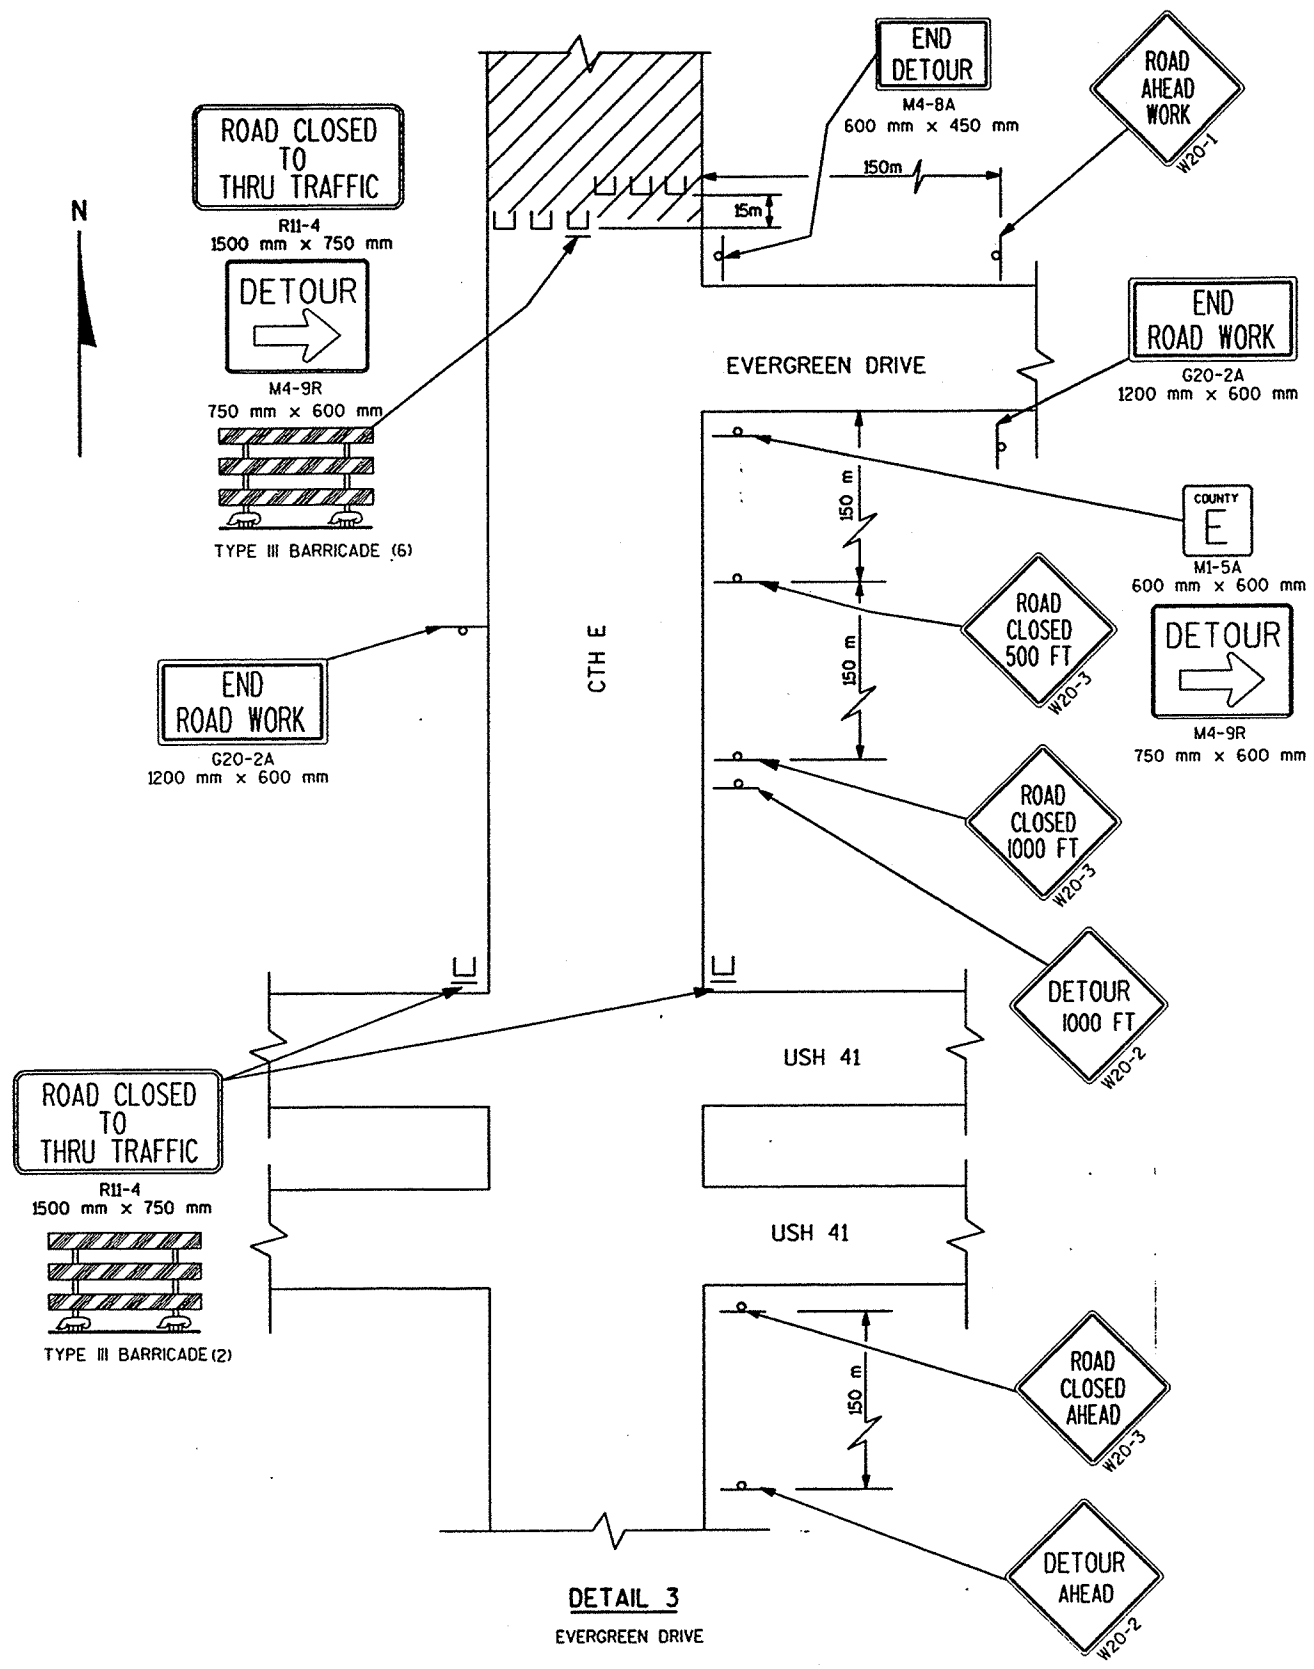 END
DETOUR
M4-8A
600 mm x 450 mm
ROAD
AHEAD
WORK
W20-1
ROAD CLOSED
TO
THRU TRAFFIC
R11-4
1500 mm x 750 mm
N
150m
15m
DETOUR
M4-9R
750 mm x 600 mm
TYPE III BARRICADE (6)
END
ROAD WORK
G20-2A
1200 mm x 600 mm
EVERGREEN DRIVE
150 m
COUNTY
E
M1-5A
600 mm x 600 mm
ROAD
CLOSED
500 FT
W20-3
DETOUR
M4-9R
750 mm x 600 mm
CTH E
150 m
END
ROAD WORK
G20-2A
1200 mm x 600 mm
ROAD
CLOSED
1000 FT
W20-3
DETOUR
1000 FT
W20-2
USH 41
ROAD CLOSED
TO
THRU TRAFFIC
R11-4
1500 mm x 750 mm
TYPE III BARRICADE (2)
USH 41
150 m
ROAD
CLOSED
AHEAD
W20-3
DETOUR
AHEAD
W20-2
DETAIL 3
EVERGREEN DRIVE